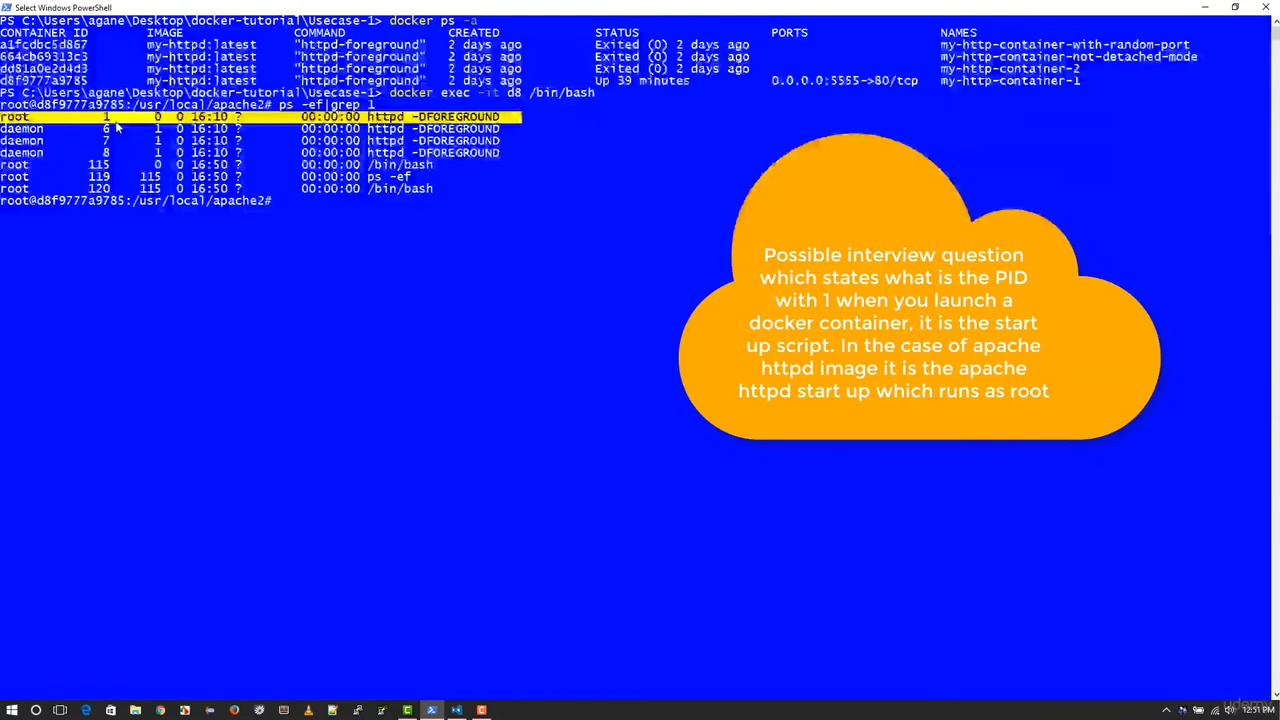 Select Windows PowerShell
PS C:\Users\agane\Desktop\docker-tutorial\Usecase-1> docker ps -a
CONTAINER ID IMAGE COMMAND CREATED STATUS PORTS NAMES
a1fcdbc5d867 my-httpd:latest "httpd-foreground" 2 days ago Exited (0) 2 days ago my-http-container-with-random-port
664cb69313c3 my-httpd:latest "httpd-foreground" 2 days ago Exited (0) 2 days ago my-http-container-not-detached-mode
dd81a0e2d4d3 my-httpd:latest "httpd-foreground" 2 days ago Exited (0) 2 days ago my-http-container-2
d8f9777a9785 my-httpd:latest "httpd-foreground" 2 days ago Up 39 minutes 0.0.0.0:5555->80/tcp my-http-container-1
PS C:\Users\agane\Desktop\docker-tutorial\Usecase-1> docker exec -it d8 /bin/bash
root@d8f9777a9785:/usr/local/apache2# ps -ef|grep 1
root 1 0 0 16:10 ? 00:00:00 httpd -DFOREGROUND
daemon 6 1 0 16:10 ? 00:00:00 httpd -DFOREGROUND
daemon 7 1 0 16:10 ? 00:00:00 httpd -DFOREGROUND
daemon 8 1 0 16:10 ? 00:00:00 httpd -DFOREGROUND
root 115 0 0 16:50 ? 00:00:00 /bin/bash
root 119 115 0 16:50 ? 00:00:00 ps -ef
root 120 115 0 16:50 ? 00:00:00 /bin/bash
root@d8f9777a9785:/usr/local/apache2#
Possible interview question
which states what is the PID
with 1 when you launch a
docker container, it is the start
up script. In the case of apache
httpd image it is the apache
httpd start up which runs as root
udemy
12:51 PM